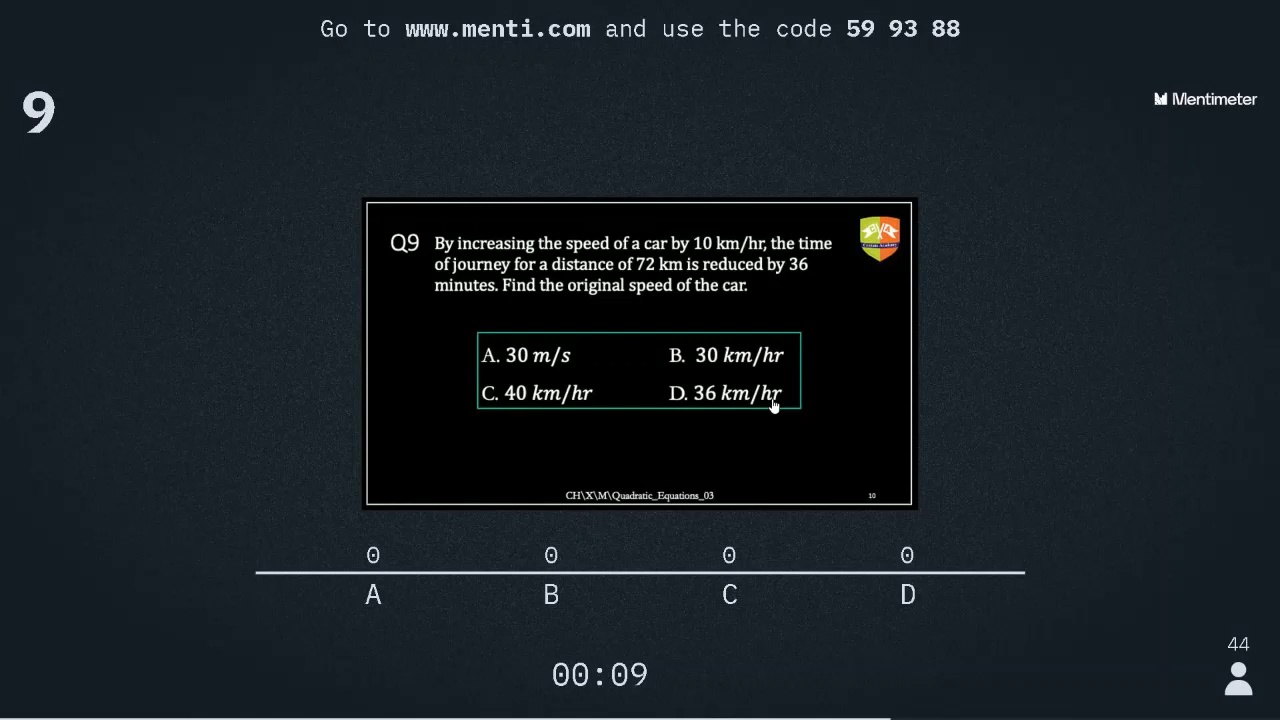 Go to www.menti.com and use the code 59 93 88
9
Mentimeter
Q9 By increasing the speed of a car by 10 km/hr, the time
of journey for a distance of 72 km is reduced by 36
minutes. Find the original speed of the car.
A. 30 m/s B. 30 km/hr
C. 40 km/hr D. 36 km/hr
CH\X\M\Quadratic_Equations_03 10
0 0 0 0
A B C D
44
00:09